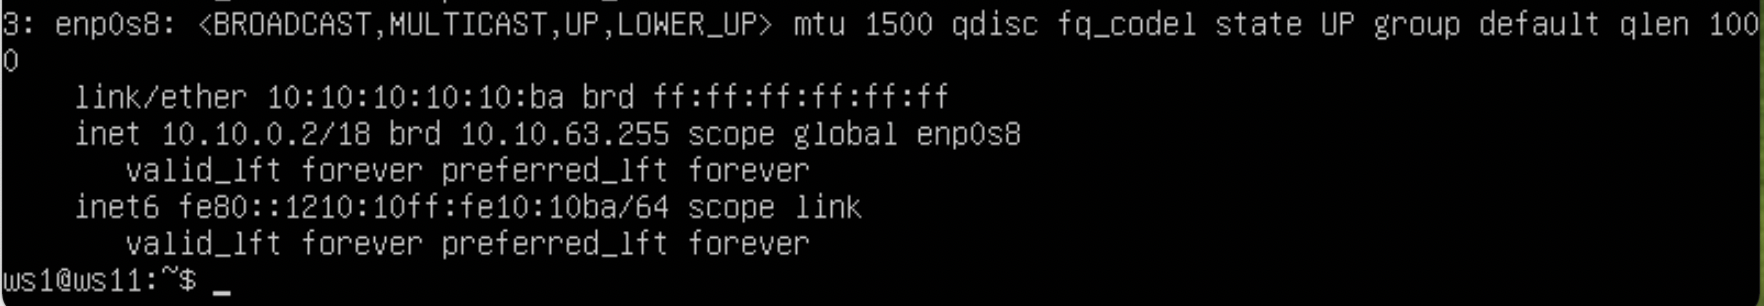 3: enp0s8: <BROADCAST,MULTICAST,UP,LOWER_UP> mtu 1500 qdisc fq_codel state UP group default qlen 100
0
    link/ether 10:10:10:10:10:ba brd ff:ff:ff:ff:ff:ff
    inet 10.10.0.2/18 brd 10.10.63.255 scope global enp0s8
       valid_lft forever preferred_lft forever
    inet6 fe80::1210:10ff:fe10:10ba/64 scope link
       valid_lft forever preferred_lft forever
ws1@ws11:~$ _